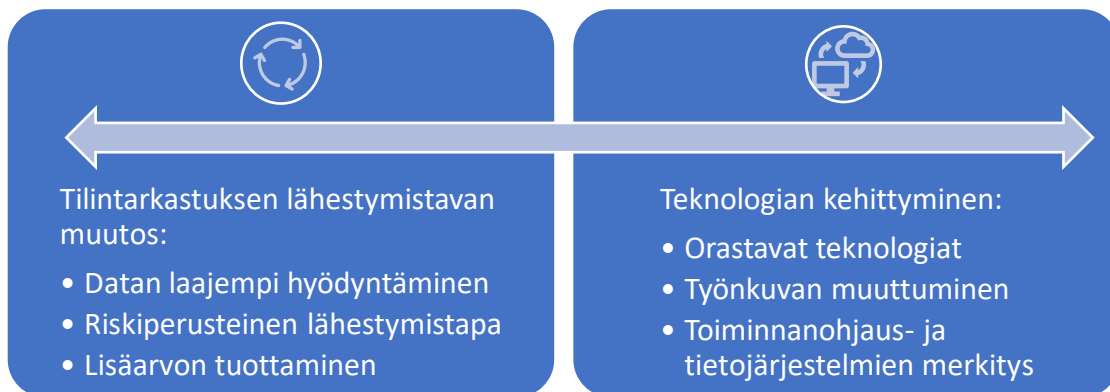 Tilintarkastuksen lähestymistavan
muutos:
• Datan laajempi hyödyntäminen
• Riskiperusteinen lähestymistapa
• Lisäarvon tuottaminen
Teknologian kehittyminen:
• Orastavat teknologiat
• Työnkuvan muuttuminen
• Toiminnanohjaus- ja
tietojärjestelmien merkitys